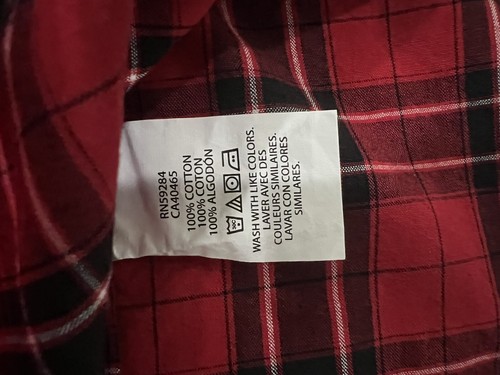 RN59284
CA40465
100% COTTON
100% COTON
100% ALGODON
WASH WITH LIKE COLORS.
LAVER AVEC DES
COULEURS SIMILAIRES.
LAVAR CON COLORES
SIMILARES.